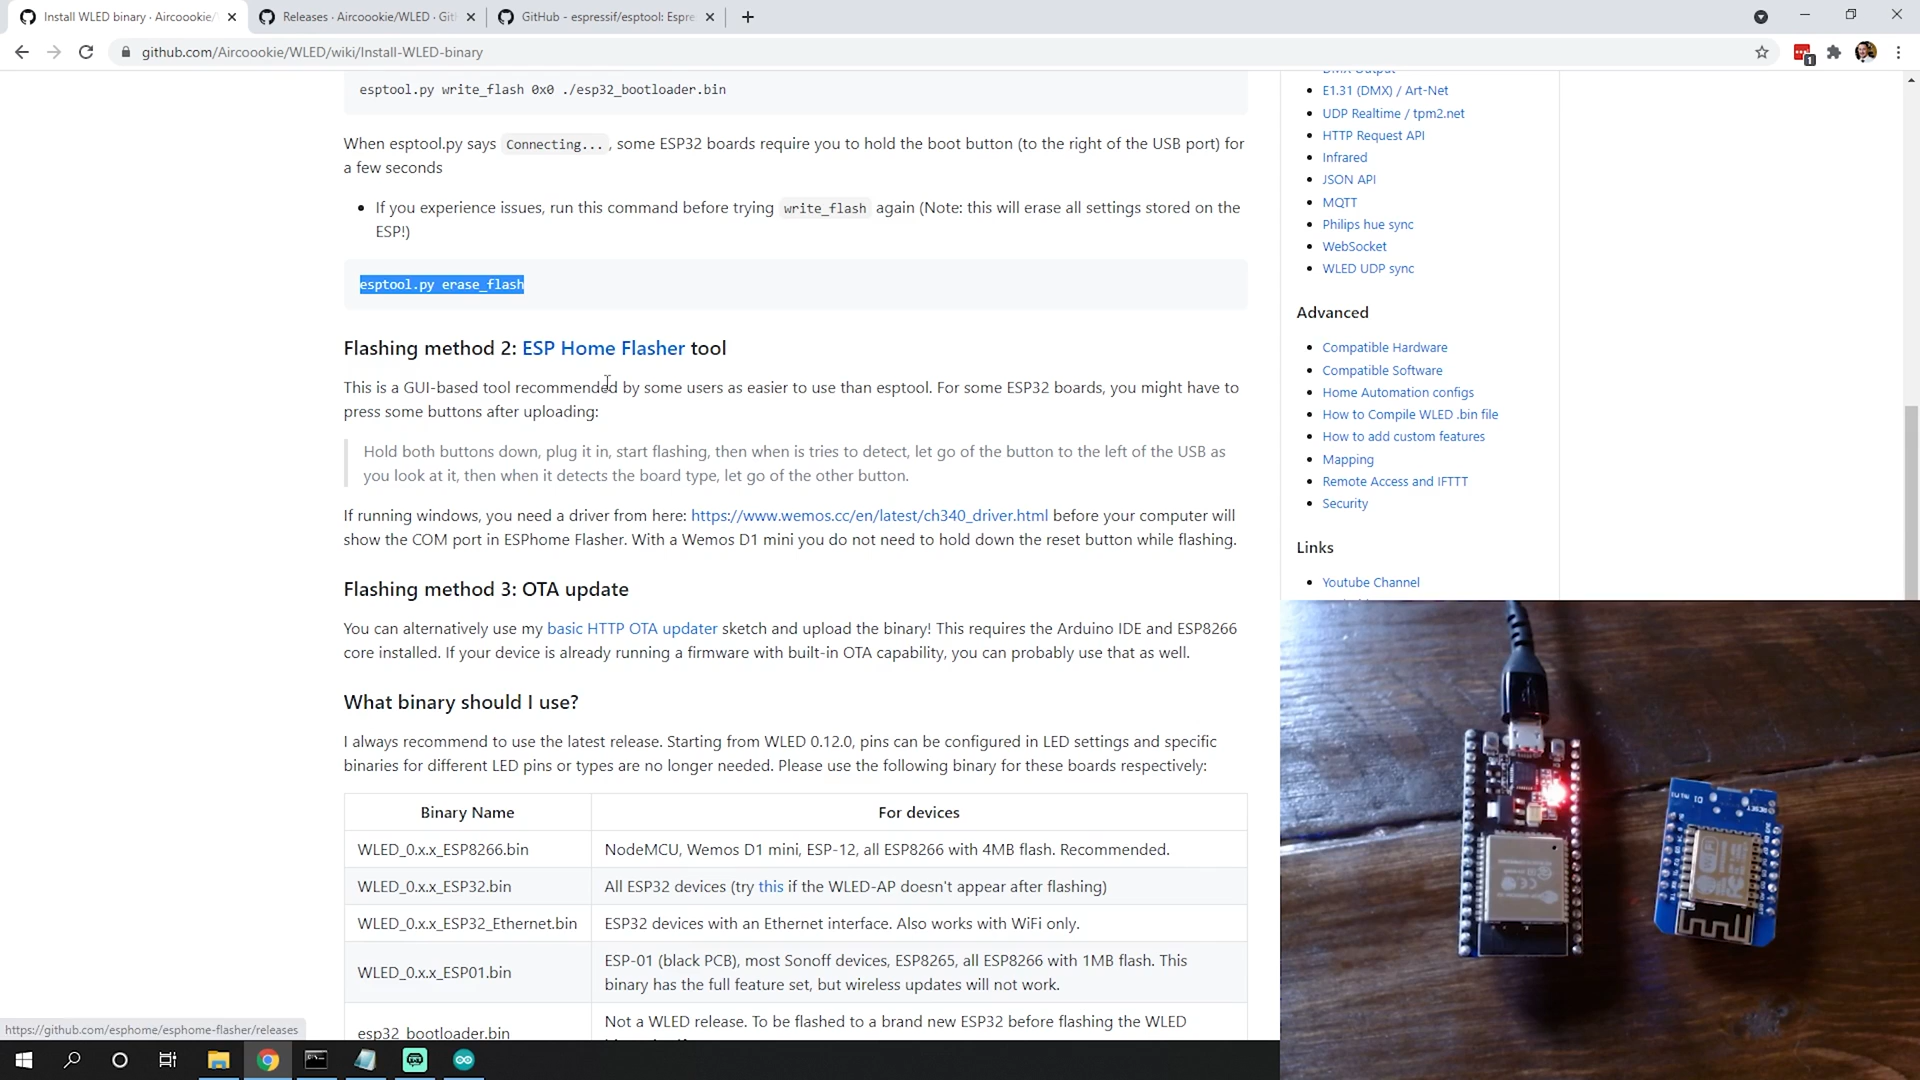 Install WLED binary · Aircoookie/
Releases · Aircoookie/WLED · Git
GitHub - espressif/esptool: Espre
github.com/Aircoookie/WLED/wiki/Install-WLED-binary
1
esptool.py write_flash 0x0 ./esp32_bootloader.bin
When esptool.py says Connecting..., some ESP32 boards require you to hold the boot button (to the right of the USB port) for
a few seconds
If you experience issues, run this command before trying write_flash again (Note: this will erase all settings stored on the
ESP!)
esptool.py erase_flash
Flashing method 2: ESP Home Flasher tool
This is a GUI-based tool recommended by some users as easier to use than esptool. For some ESP32 boards, you might have to
press some buttons after uploading:
Hold both buttons down, plug it in, start flashing, then when is tries to detect, let go of the button to the left of the USB as
you look at it, then when it detects the board type, let go of the other button.
If running windows, you need a driver from here: https://www.wemos.cc/en/latest/ch340_driver.html before your computer will
show the COM port in ESPhome Flasher. With a Wemos D1 mini you do not need to hold down the reset button while flashing.
Flashing method 3: OTA update
You can alternatively use my basic HTTP OTA updater sketch and upload the binary! This requires the Arduino IDE and ESP8266
core installed. If your device is already running a firmware with built-in OTA capability, you can probably use that as well.
What binary should I use?
I always recommend to use the latest release. Starting from WLED 0.12.0, pins can be configured in LED settings and specific
binaries for different LED pins or types are no longer needed. Please use the following binary for these boards respectively:
Binary Name For devices
WLED_0.x.x_ESP8266.bin NodeMCU, Wemos D1 mini, ESP-12, all ESP8266 with 4MB flash. Recommended.
WLED_0.x.x_ESP32.bin All ESP32 devices (try this if the WLED-AP doesn't appear after flashing)
WLED_0.x.x_ESP32_Ethernet.bin ESP32 devices with an Ethernet interface. Also works with WiFi only.
WLED_0.x.x_ESP01.bin ESP-01 (black PCB), most Sonoff devices, ESP8265, all ESP8266 with 1MB flash. This
binary has the full feature set, but wireless updates will not work.
esp32_bootloader.bin Not a WLED release. To be flashed to a brand new ESP32 before flashing the WLED
https://github.com/esphome/esphome-flasher/releases
DMX Output
E1.31 (DMX) / Art-Net
UDP Realtime / tpm2.net
HTTP Request API
Infrared
JSON API
MQTT
Philips hue sync
WebSocket
WLED UDP sync
Advanced
Compatible Hardware
Compatible Software
Home Automation configs
How to Compile WLED .bin file
How to add custom features
Mapping
Remote Access and IFTTT
Security
Links
Youtube Channel
D1 mini
RESET